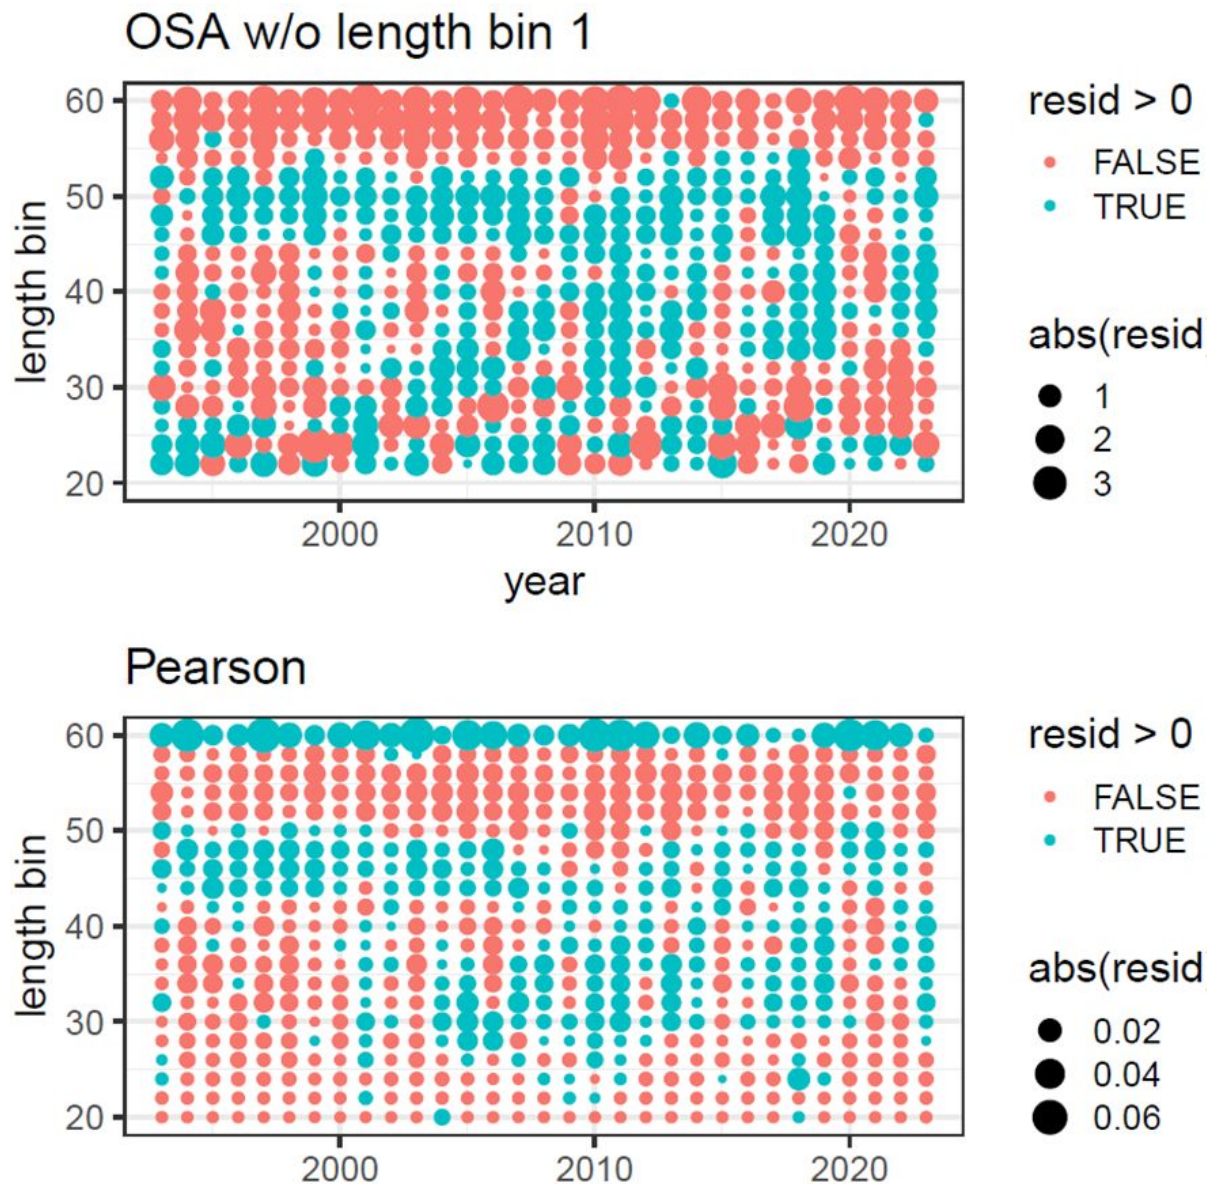 OSA w/o length bin 1
length bin
60
50
40
30
20
2000
2010
2020
year
resid > 0
FALSE
TRUE
abs(resid)
1
2
3
Pearson
length bin
60
50
40
30
20
2000
2010
2020
resid > 0
FALSE
TRUE
abs(resid)
0.02
0.04
0.06